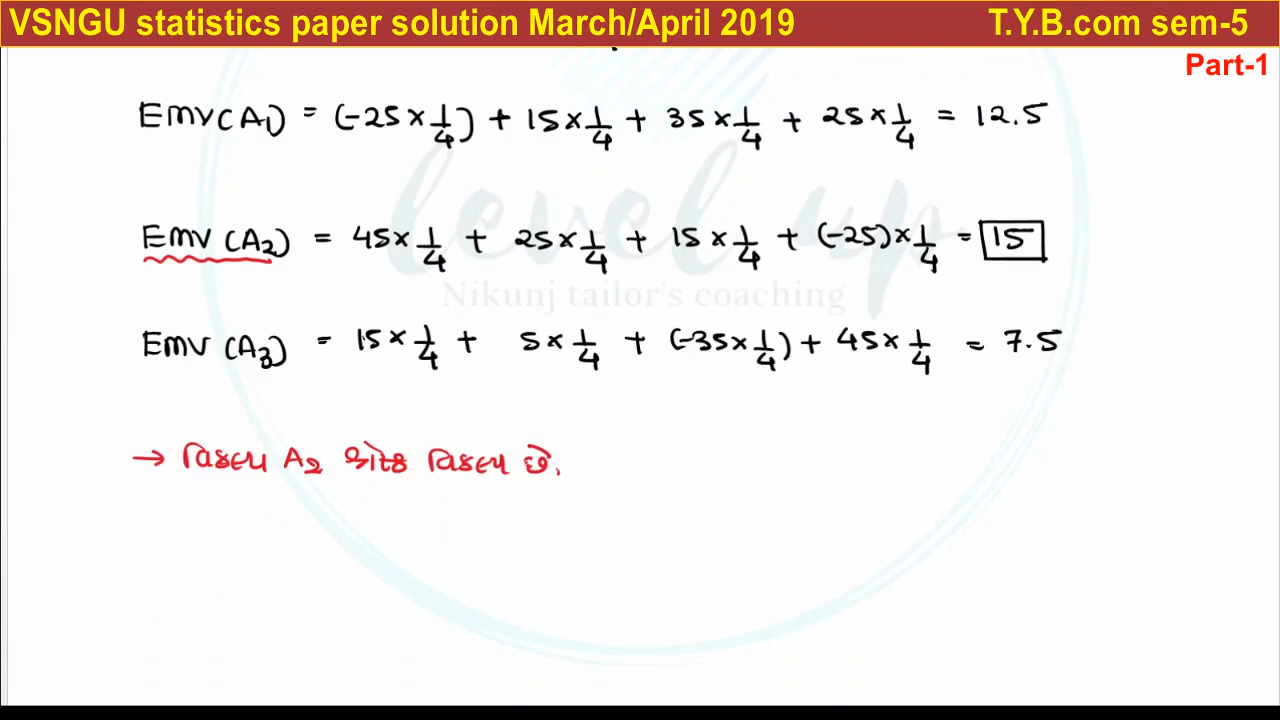 VSNGU statistics paper solution March/April 2019 T.Y.B.com sem-5
Part-1
EMV(A1) = (-25 × 1/4) + 15 × 1/4 + 35 × 1/4 + 25 × 1/4 = 12.5
level up
EMV (A2) = 45 × 1/4 + 25 × 1/4 + 15 × 1/4 + (-25) × 1/4 = 15
Nikunj tailor's coaching
EMV (A3) = 15 × 1/4 + 5 × 1/4 + (-35 × 1/4) + 45 × 1/4 = 7.5
→ વિકલ્પ A2 શ્રેષ્ઠ વિકલ્પ છે.